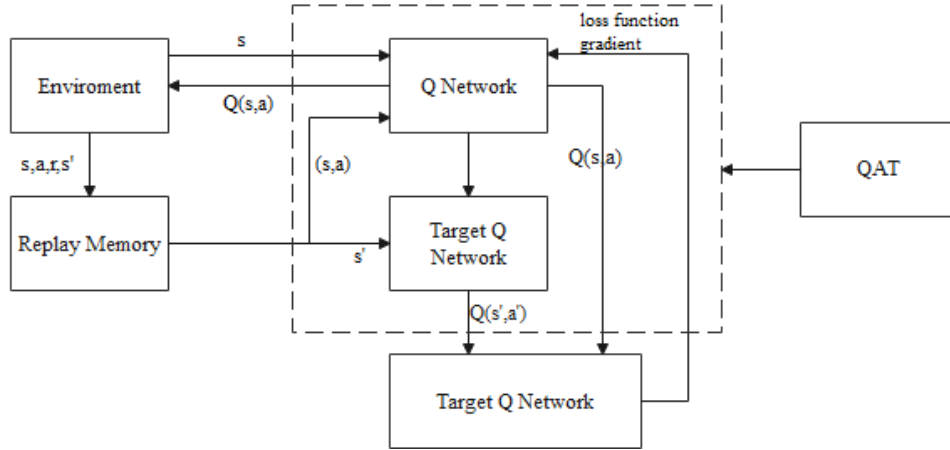 loss function
gradient
s
Enviroment
Q Network
Q(s,a)
s,a,r,s'
(s,a)
Q(s,a)
QAT
Replay Memory
Target Q
Network
s'
Q(s',a')
Target Q Network